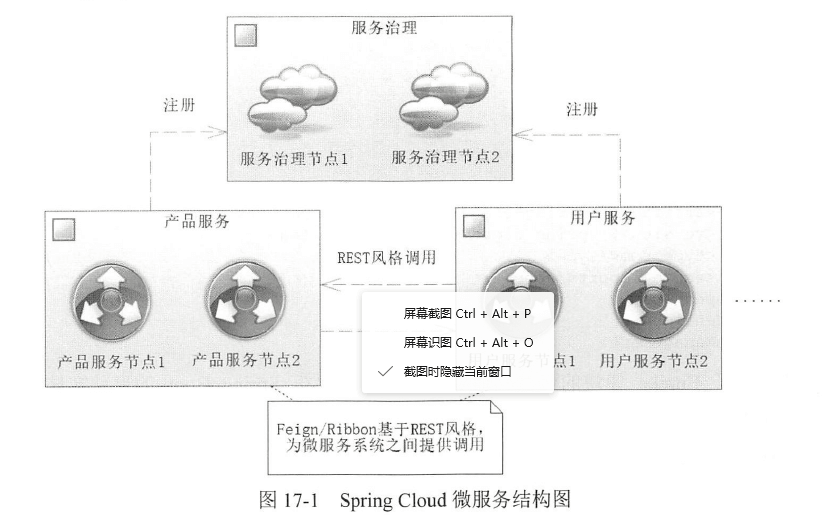 服务治理
注册
注册
服务治理节点1
服务治理节点2
产品服务
用户服务
REST风格调用
屏幕截图 Ctrl + Alt + P
屏幕识图 Ctrl + Alt + O
截图时隐藏当前窗口
产品服务节点1
产品服务节点2
用户服务节点1
用户服务节点2
......
Feign/Ribbon基于REST风格，
为微服务系统之间提供调用
图 17-1 Spring Cloud 微服务结构图